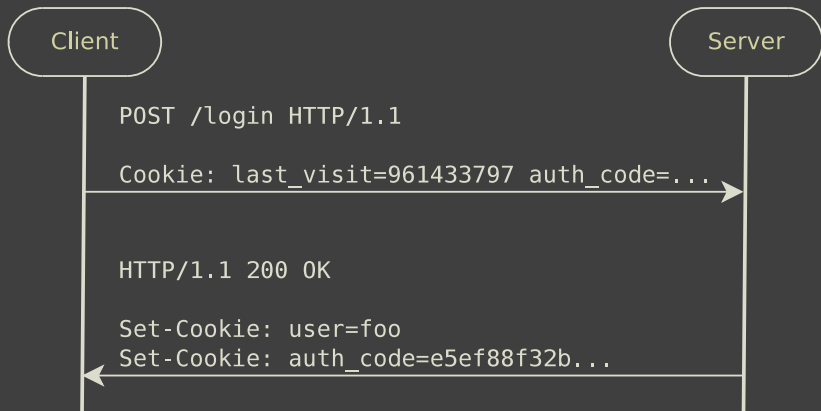 Client
Server
POST /login HTTP/1.1
Cookie: last_visit=961433797 auth_code=...
HTTP/1.1 200 OK
Set-Cookie: user=foo
Set-Cookie: auth_code=e5ef88f32b...